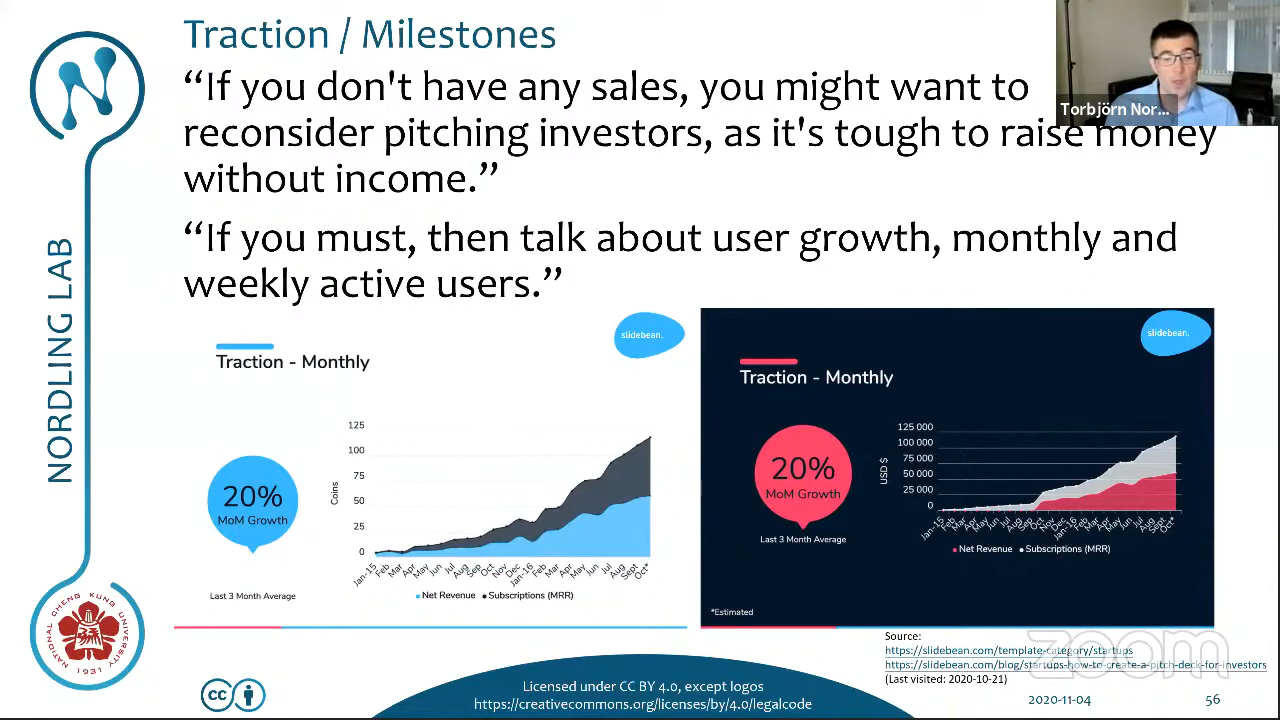 Traction / Milestones
“If you don't have any sales, you might want to
reconsider pitching investors, as it's tough to raise money
without income.”
“If you must, then talk about user growth, monthly and
weekly active users.”
Torbjörn Nor...
NORDLING LAB
slidebean.
Traction - Monthly
20%
MoM Growth
Last 3 Month Average
125
100
75
50
25
0
Coins
Jan-15 Feb Mar Apr May Jun Jul Aug Sep Oct Nov Dec Jan-16 Feb Mar Apr May Jun Jul Aug Sept Oct*
Net Revenue Subscriptions (MRR)
slidebean.
Traction - Monthly
20%
MoM Growth
Last 3 Month Average
125 000
100 000
75 000
50 000
25 000
0
USD $
Jan-15 Feb Mar Apr May Jun Jul Aug Sep Oct Nov Dec Jan-16 Feb Mar Apr May Jun Jul Aug Sept Oct*
Net Revenue Subscriptions (MRR)
*Estimated
NATIONAL CHENG KUNG UNIVERSITY
1931
Source:
https://slidebean.com/template-category/startups
https://slidebean.com/blog/startups-how-to-create-a-pitch-deck-for-investors
(Last visited: 2020-10-21)
zoom
cc
Licensed under CC BY 4.0, except logos
https://creativecommons.org/licenses/by/4.0/legalcode
2020-11-04
56